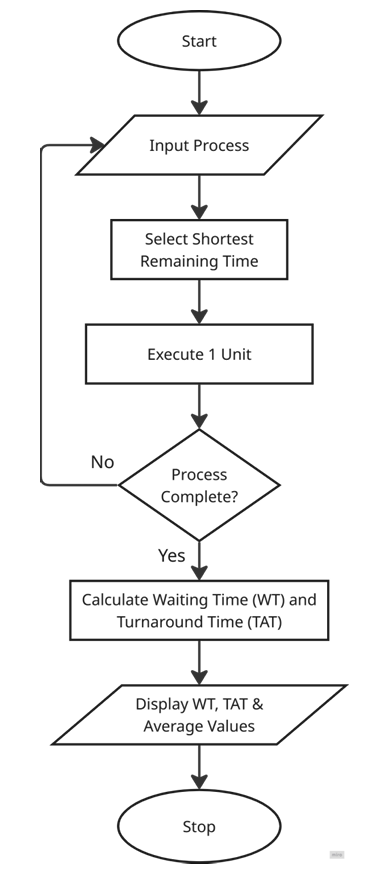 Start
Input Process
Select Shortest
Remaining Time
Execute 1 Unit
No
Process
Complete?
Yes
Calculate Waiting Time (WT) and
Turnaround Time (TAT)
Display WT, TAT &
Average Values
Stop